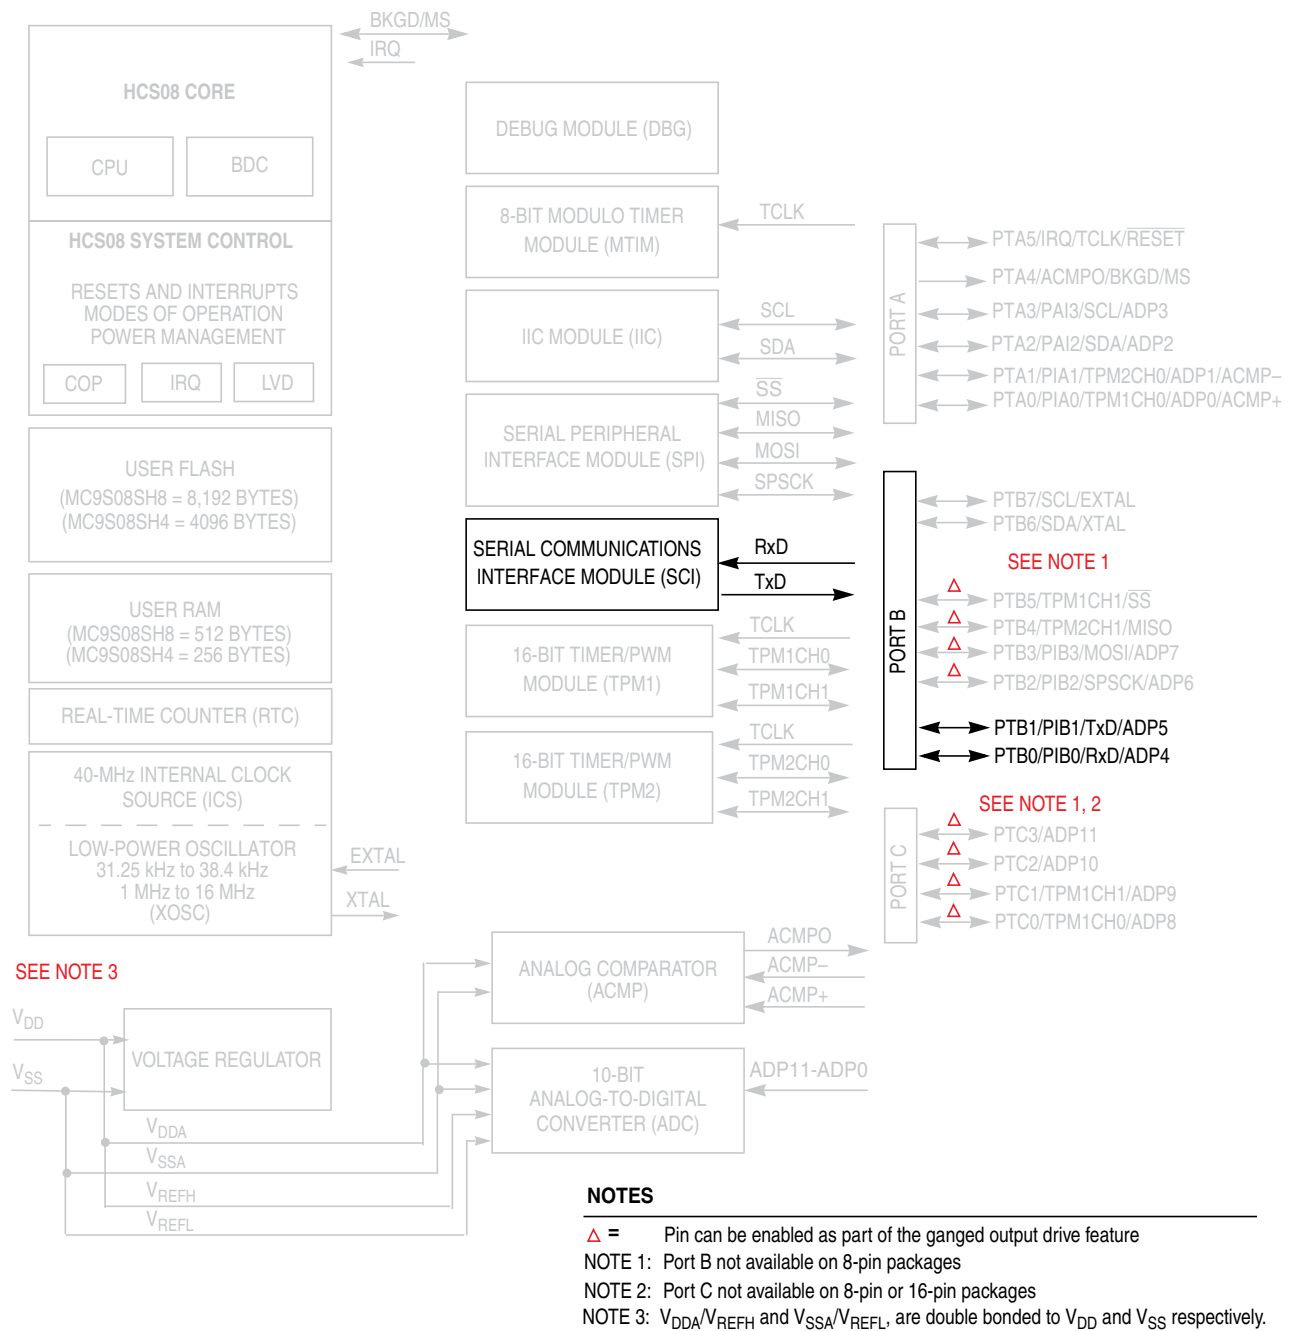 BKGD/MS
IRQ
HCS08 CORE
CPU
BDC
HCS08 SYSTEM CONTROL
RESETS AND INTERRUPTS
MODES OF OPERATION
POWER MANAGEMENT
COP
IRQ
LVD
USER FLASH
(MC9S08SH8 = 8,192 BYTES)
(MC9S08SH4 = 4096 BYTES)
USER RAM
(MC9S08SH8 = 512 BYTES)
(MC9S08SH4 = 256 BYTES)
REAL-TIME COUNTER (RTC)
40-MHz INTERNAL CLOCK
SOURCE (ICS)
LOW-POWER OSCILLATOR
31.25 kHz to 38.4 kHz
1 MHz to 16 MHz
(XOSC)
EXTAL
XTAL
SEE NOTE 3
VDD
VSS
VOLTAGE REGULATOR
VDDA
VSSA
VREFH
VREFL
DEBUG MODULE (DBG)
8-BIT MODULO TIMER
MODULE (MTIM)
TCLK
IIC MODULE (IIC)
SCL
SDA
SERIAL PERIPHERAL
INTERFACE MODULE (SPI)
SS
MISO
MOSI
SPSCK
SERIAL COMMUNICATIONS
INTERFACE MODULE (SCI)
RxD
TxD
16-BIT TIMER/PWM
MODULE (TPM1)
TCLK
TPM1CH0
TPM1CH1
16-BIT TIMER/PWM
MODULE (TPM2)
TCLK
TPM2CH0
TPM2CH1
ANALOG COMPARATOR
(ACMP)
ACMPO
ACMP–
ACMP+
10-BIT
ANALOG-TO-DIGITAL
CONVERTER (ADC)
ADP11-ADP0
PORT A
PTA5/IRQ/TCLK/RESET
PTA4/ACMPO/BKGD/MS
PTA3/PAI3/SCL/ADP3
PTA2/PAI2/SDA/ADP2
PTA1/PIA1/TPM2CH0/ADP1/ACMP–
PTA0/PIA0/TPM1CH0/ADP0/ACMP+
PORT B
PTB7/SCL/EXTAL
PTB6/SDA/XTAL
SEE NOTE 1
PTB5/TPM1CH1/SS
PTB4/TPM2CH1/MISO
PTB3/PIB3/MOSI/ADP7
PTB2/PIB2/SPSCK/ADP6
PTB1/PIB1/TxD/ADP5
PTB0/PIB0/RxD/ADP4
SEE NOTE 1, 2
PORT C
PTC3/ADP11
PTC2/ADP10
PTC1/TPM1CH1/ADP9
PTC0/TPM1CH0/ADP8
NOTES
Δ = Pin can be enabled as part of the ganged output drive feature
NOTE 1: Port B not available on 8-pin packages
NOTE 2: Port C not available on 8-pin or 16-pin packages
NOTE 3: VDDA/VREFH and VSSA/VREFL, are double bonded to VDD and VSS respectively.